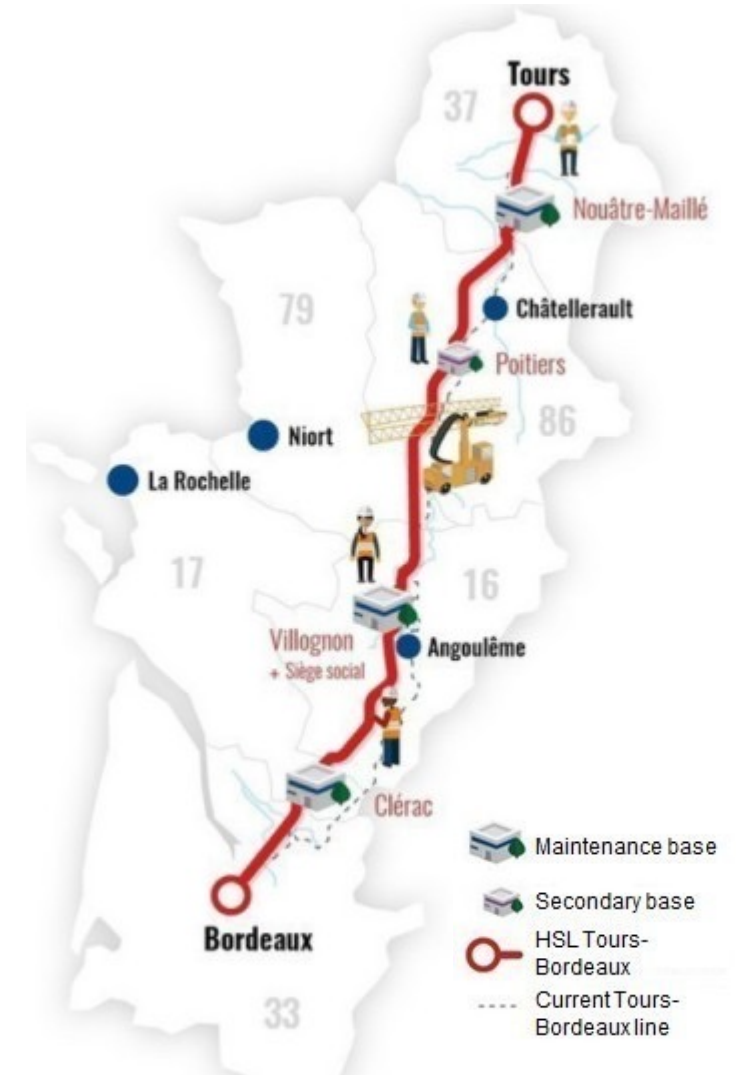 Tours
37
Nouâtre-Maillé
79
Châtellerault
Poitiers
86
Niort
La Rochelle
17
16
Villognon
+ Siège social
Angoulême
Clérac
Bordeaux
33
Maintenance base
Secondary base
HSL Tours-
Bordeaux
Current Tours-
Bordeaux line